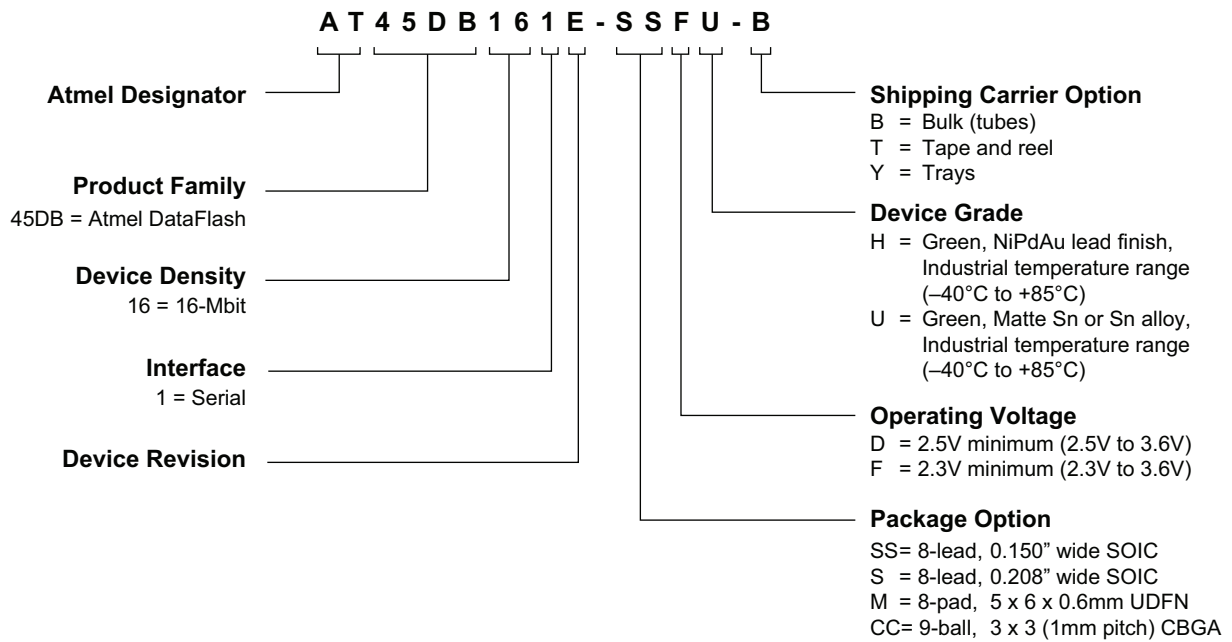 A T 4 5 D B 1 6 1 E - S S F U - B
Atmel Designator
Product Family
45DB = Atmel DataFlash
Device Density
16 = 16-Mbit
Interface
1 = Serial
Device Revision
Shipping Carrier Option
B = Bulk (tubes)
T = Tape and reel
Y = Trays
Device Grade
H = Green, NiPdAu lead finish,
Industrial temperature range
(–40°C to +85°C)
U = Green, Matte Sn or Sn alloy,
Industrial temperature range
(–40°C to +85°C)
Operating Voltage
D = 2.5V minimum (2.5V to 3.6V)
F = 2.3V minimum (2.3V to 3.6V)
Package Option
SS= 8-lead, 0.150” wide SOIC
S = 8-lead, 0.208” wide SOIC
M = 8-pad, 5 x 6 x 0.6mm UDFN
CC= 9-ball, 3 x 3 (1mm pitch) CBGA